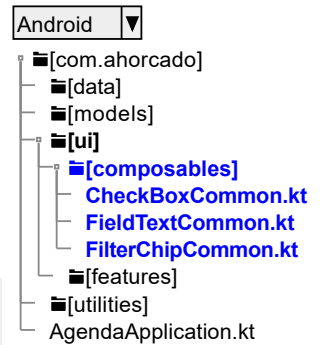 Android ▼
[com.ahorcado]
[data]
[models]
[ui]
[composables]
CheckBoxCommon.kt
FieldTextCommon.kt
FilterChipCommon.kt
[features]
[utilities]
AgendaApplication.kt